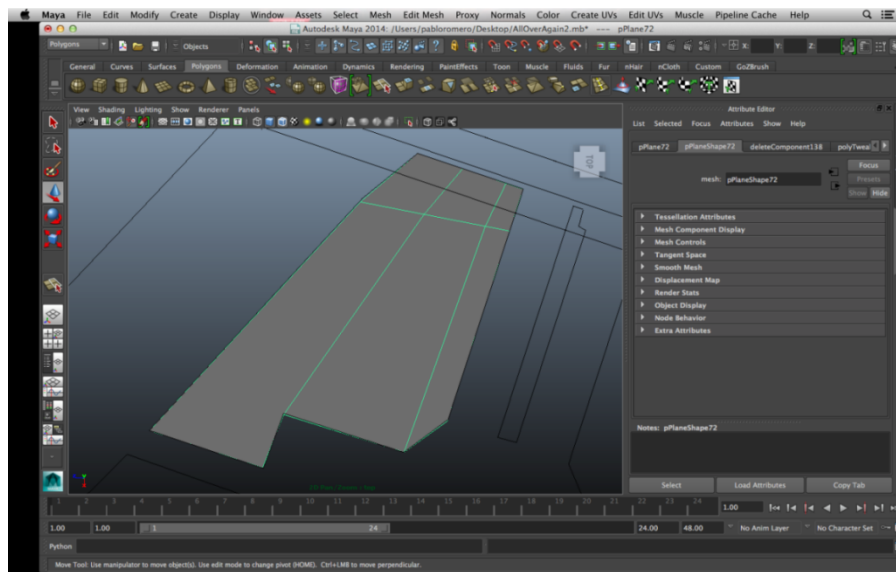 Maya File Edit Modify Create Display Window Assets Select Mesh Edit Mesh Proxy Normals Color Create UVs Edit UVs Muscle Pipeline Cache Help
Autodesk Maya 2014: /Users/pabloromero/Desktop/AllOverAgain2.mb* --- pPlane72
Polygons Objects X: Y: Z:
General Curves Surfaces Polygons Deformation Animation Dynamics Rendering PaintEffects Toon Muscle Fluids Fur nHair nCloth Custom GoZBrush
View Shading Lighting Show Renderer Panels
TOP
Attribute Editor
List Selected Focus Attributes Show Help
pPlane72 pPlaneShape72 deleteComponent138 polyTweak
Focus
mesh: pPlaneShape72 Presets
Show Hide
Tessellation Attributes
Mesh Component Display
Mesh Controls
Tangent Space
Smooth Mesh
Displacement Map
Render Stats
Object Display
Node Behavior
Extra Attributes
Notes: pPlaneShape72
Select Load Attributes Copy Tab
1 2 3 4 5 6 7 8 9 10 11 12 13 14 15 16 17 18 19 20 21 22 23 24 1.00
1.00 1.00 1 24 24.00 48.00 No Anim Layer No Character Set
Python
Move Tool: Use manipulator to move object(s). Use edit mode to change pivot (HOME). Ctrl+LMB to move perpendicular.